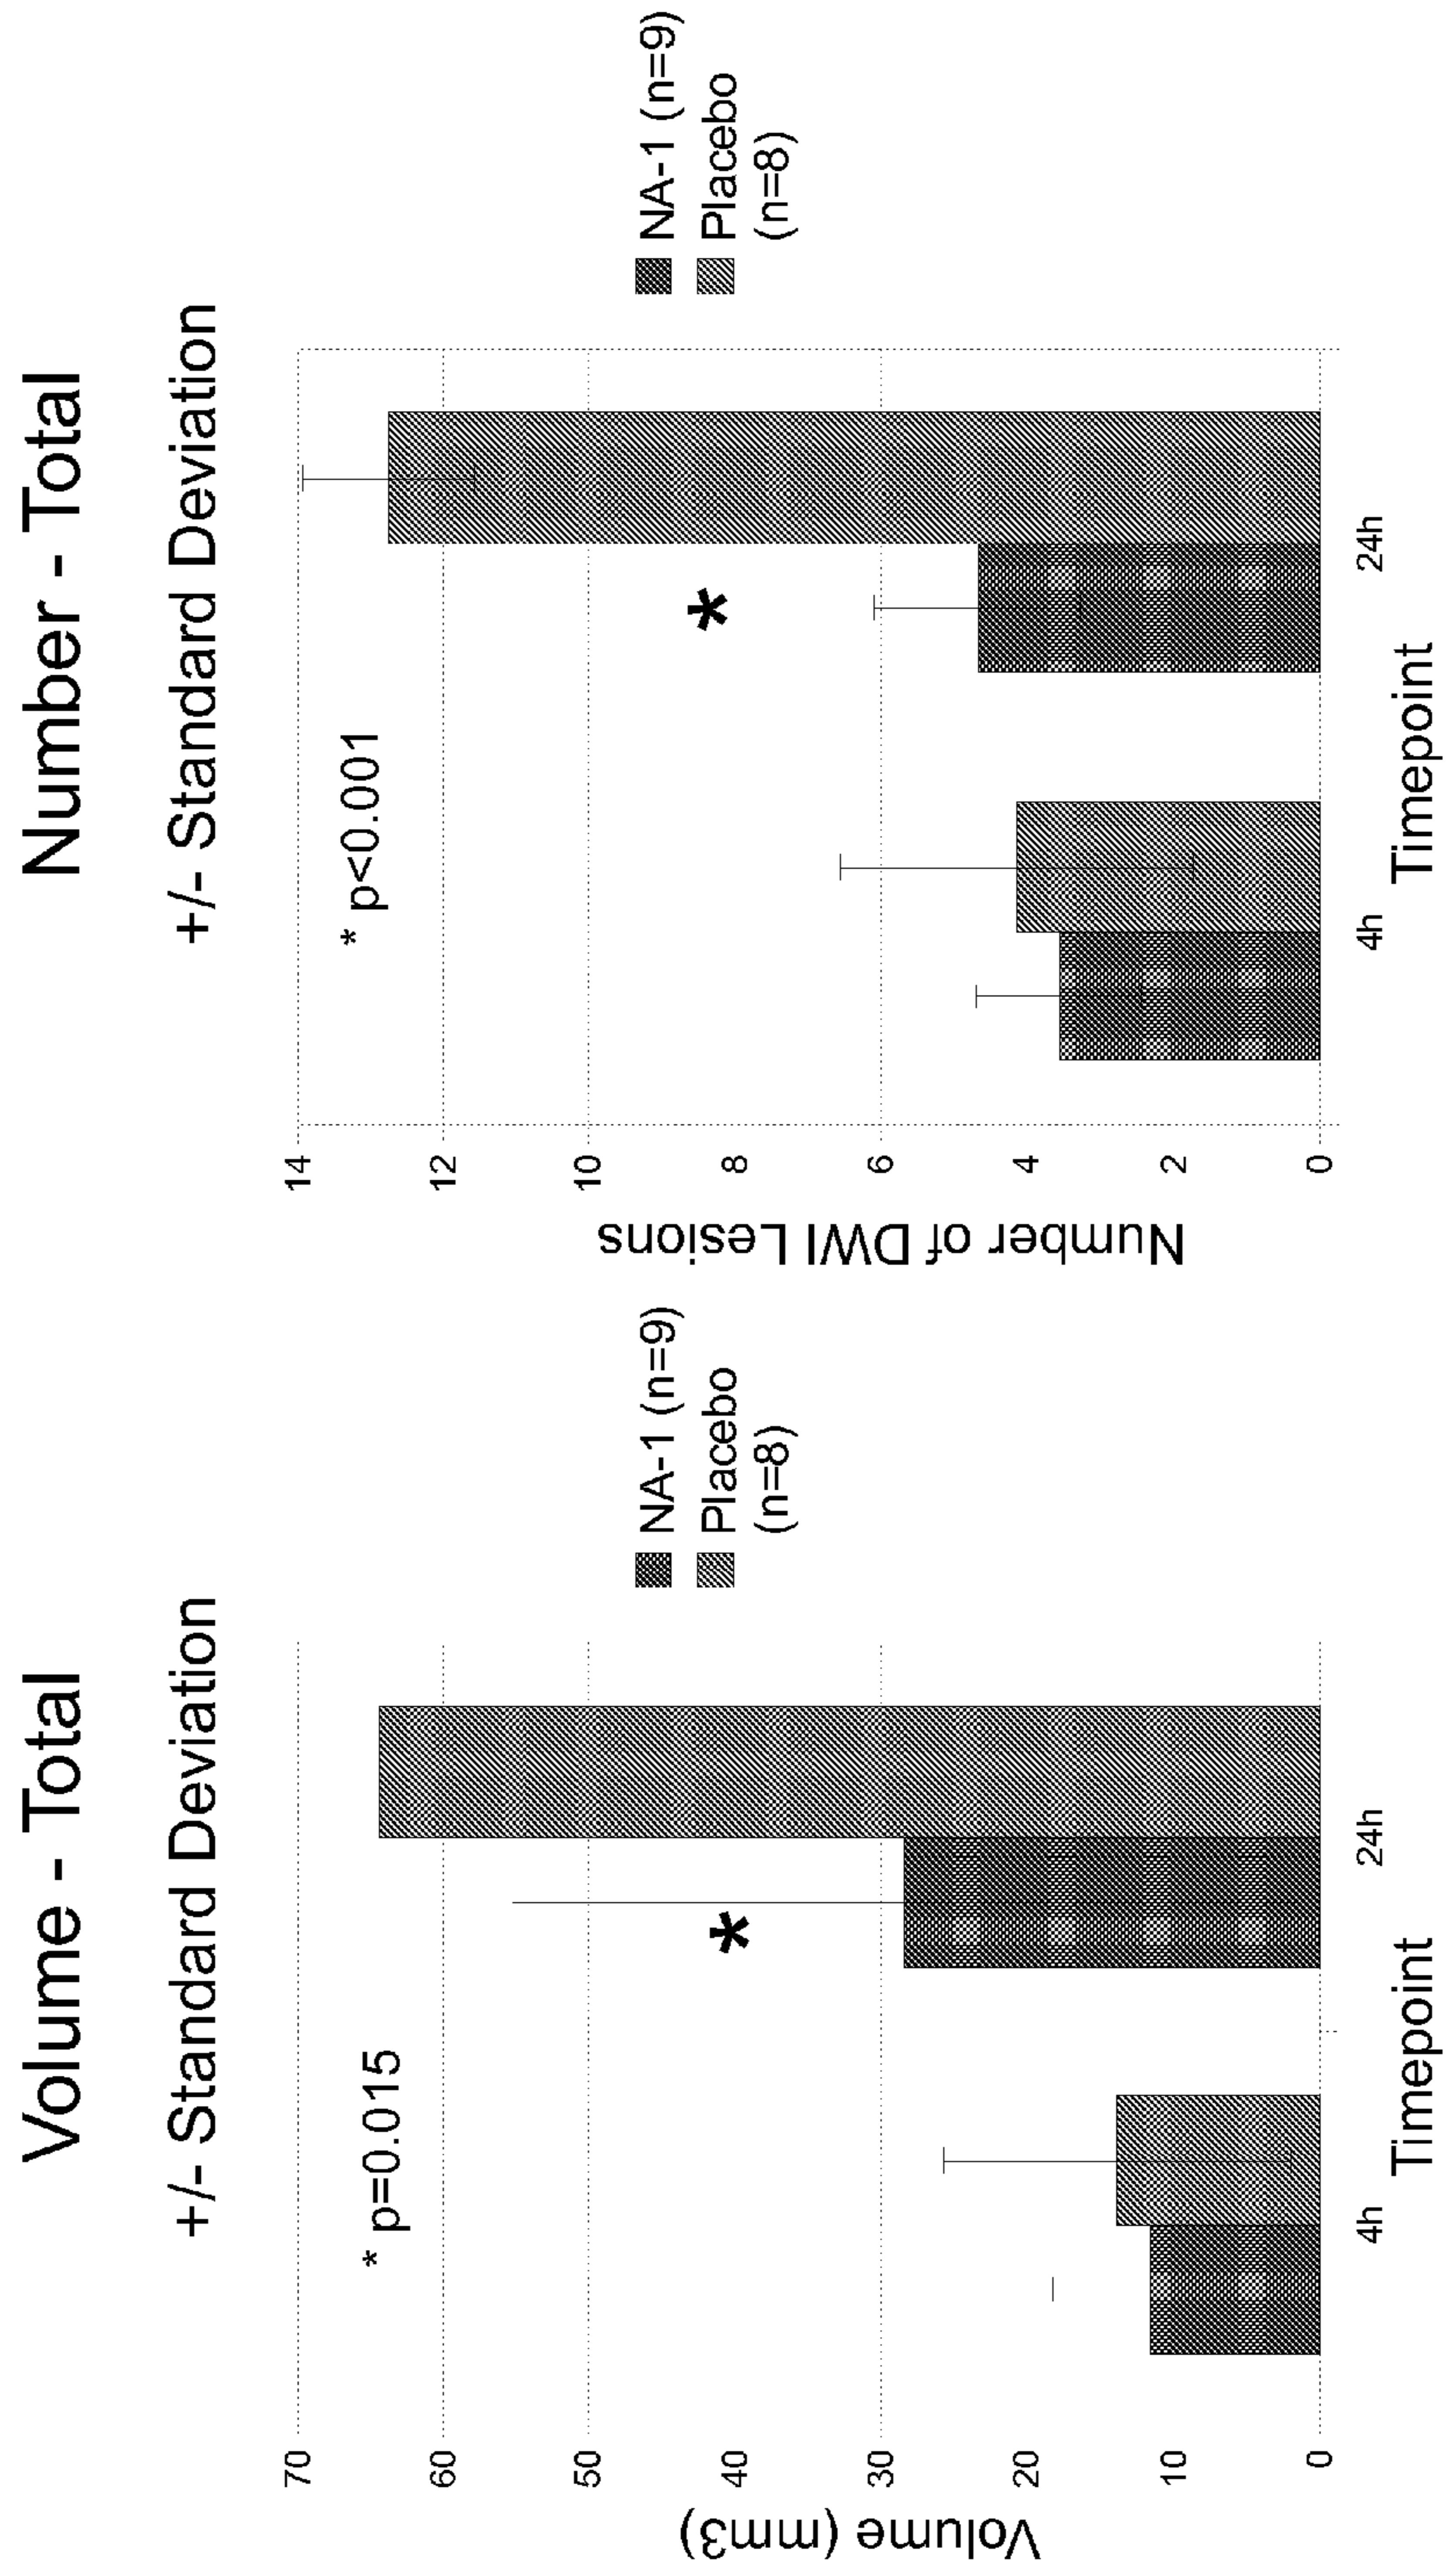 Volume - Total
+/- Standard Deviation
* p=0.015
70
60
50
40
30
20
10
0
Volume (mm3)
*
4h
24h
Timepoint
NA-1 (n=9)
Placebo
(n=8)
Number - Total
+/- Standard Deviation
* p<0.001
14
12
10
8
6
4
2
0
Number of DWI Lesions
*
4h
24h
Timepoint
NA-1 (n=9)
Placebo
(n=8)